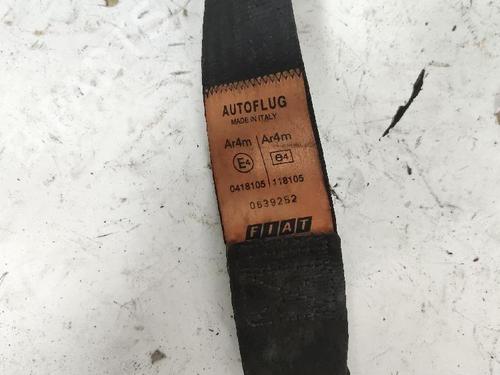 AUTOFLUG
MADE IN ITALY
Ar4m Ar4m
E4 e4
0418105 118105
0639252
FIAT